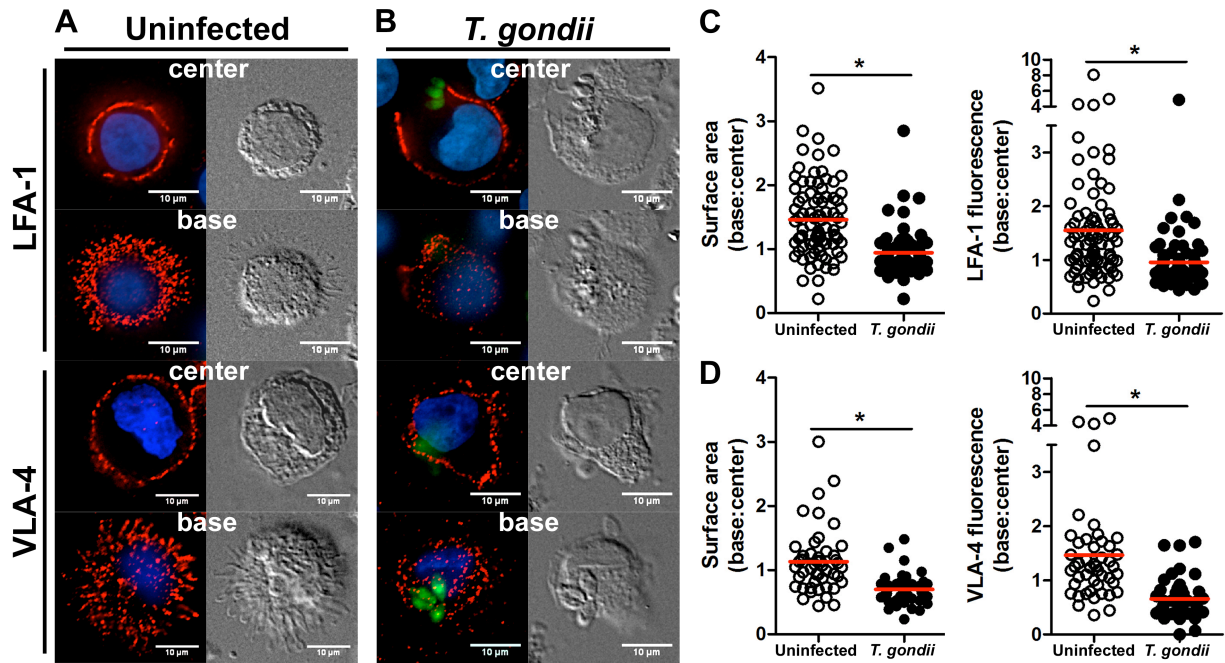 A
Uninfected
B
T. gondii
LFA-1
center
10 µm
10 µm
center
10 µm
10 µm
base
10 µm
10 µm
base
10 µm
10 µm
VLA-4
center
10 µm
10 µm
center
10 µm
10 µm
base
10 µm
10 µm
base
10 µm
10 µm
C
Surface area
(base:center)
4
3
2
1
0
*
Uninfected
T. gondii
LFA-1 fluorescence
(base:center)
10
8
6
4
3
2
1
0
*
Uninfected
T. gondii
D
Surface area
(base:center)
4
3
2
1
0
*
Uninfected
T. gondii
VLA-4 fluorescence
(base:center)
10
8
6
4
3
2
1
0
*
Uninfected
T. gondii